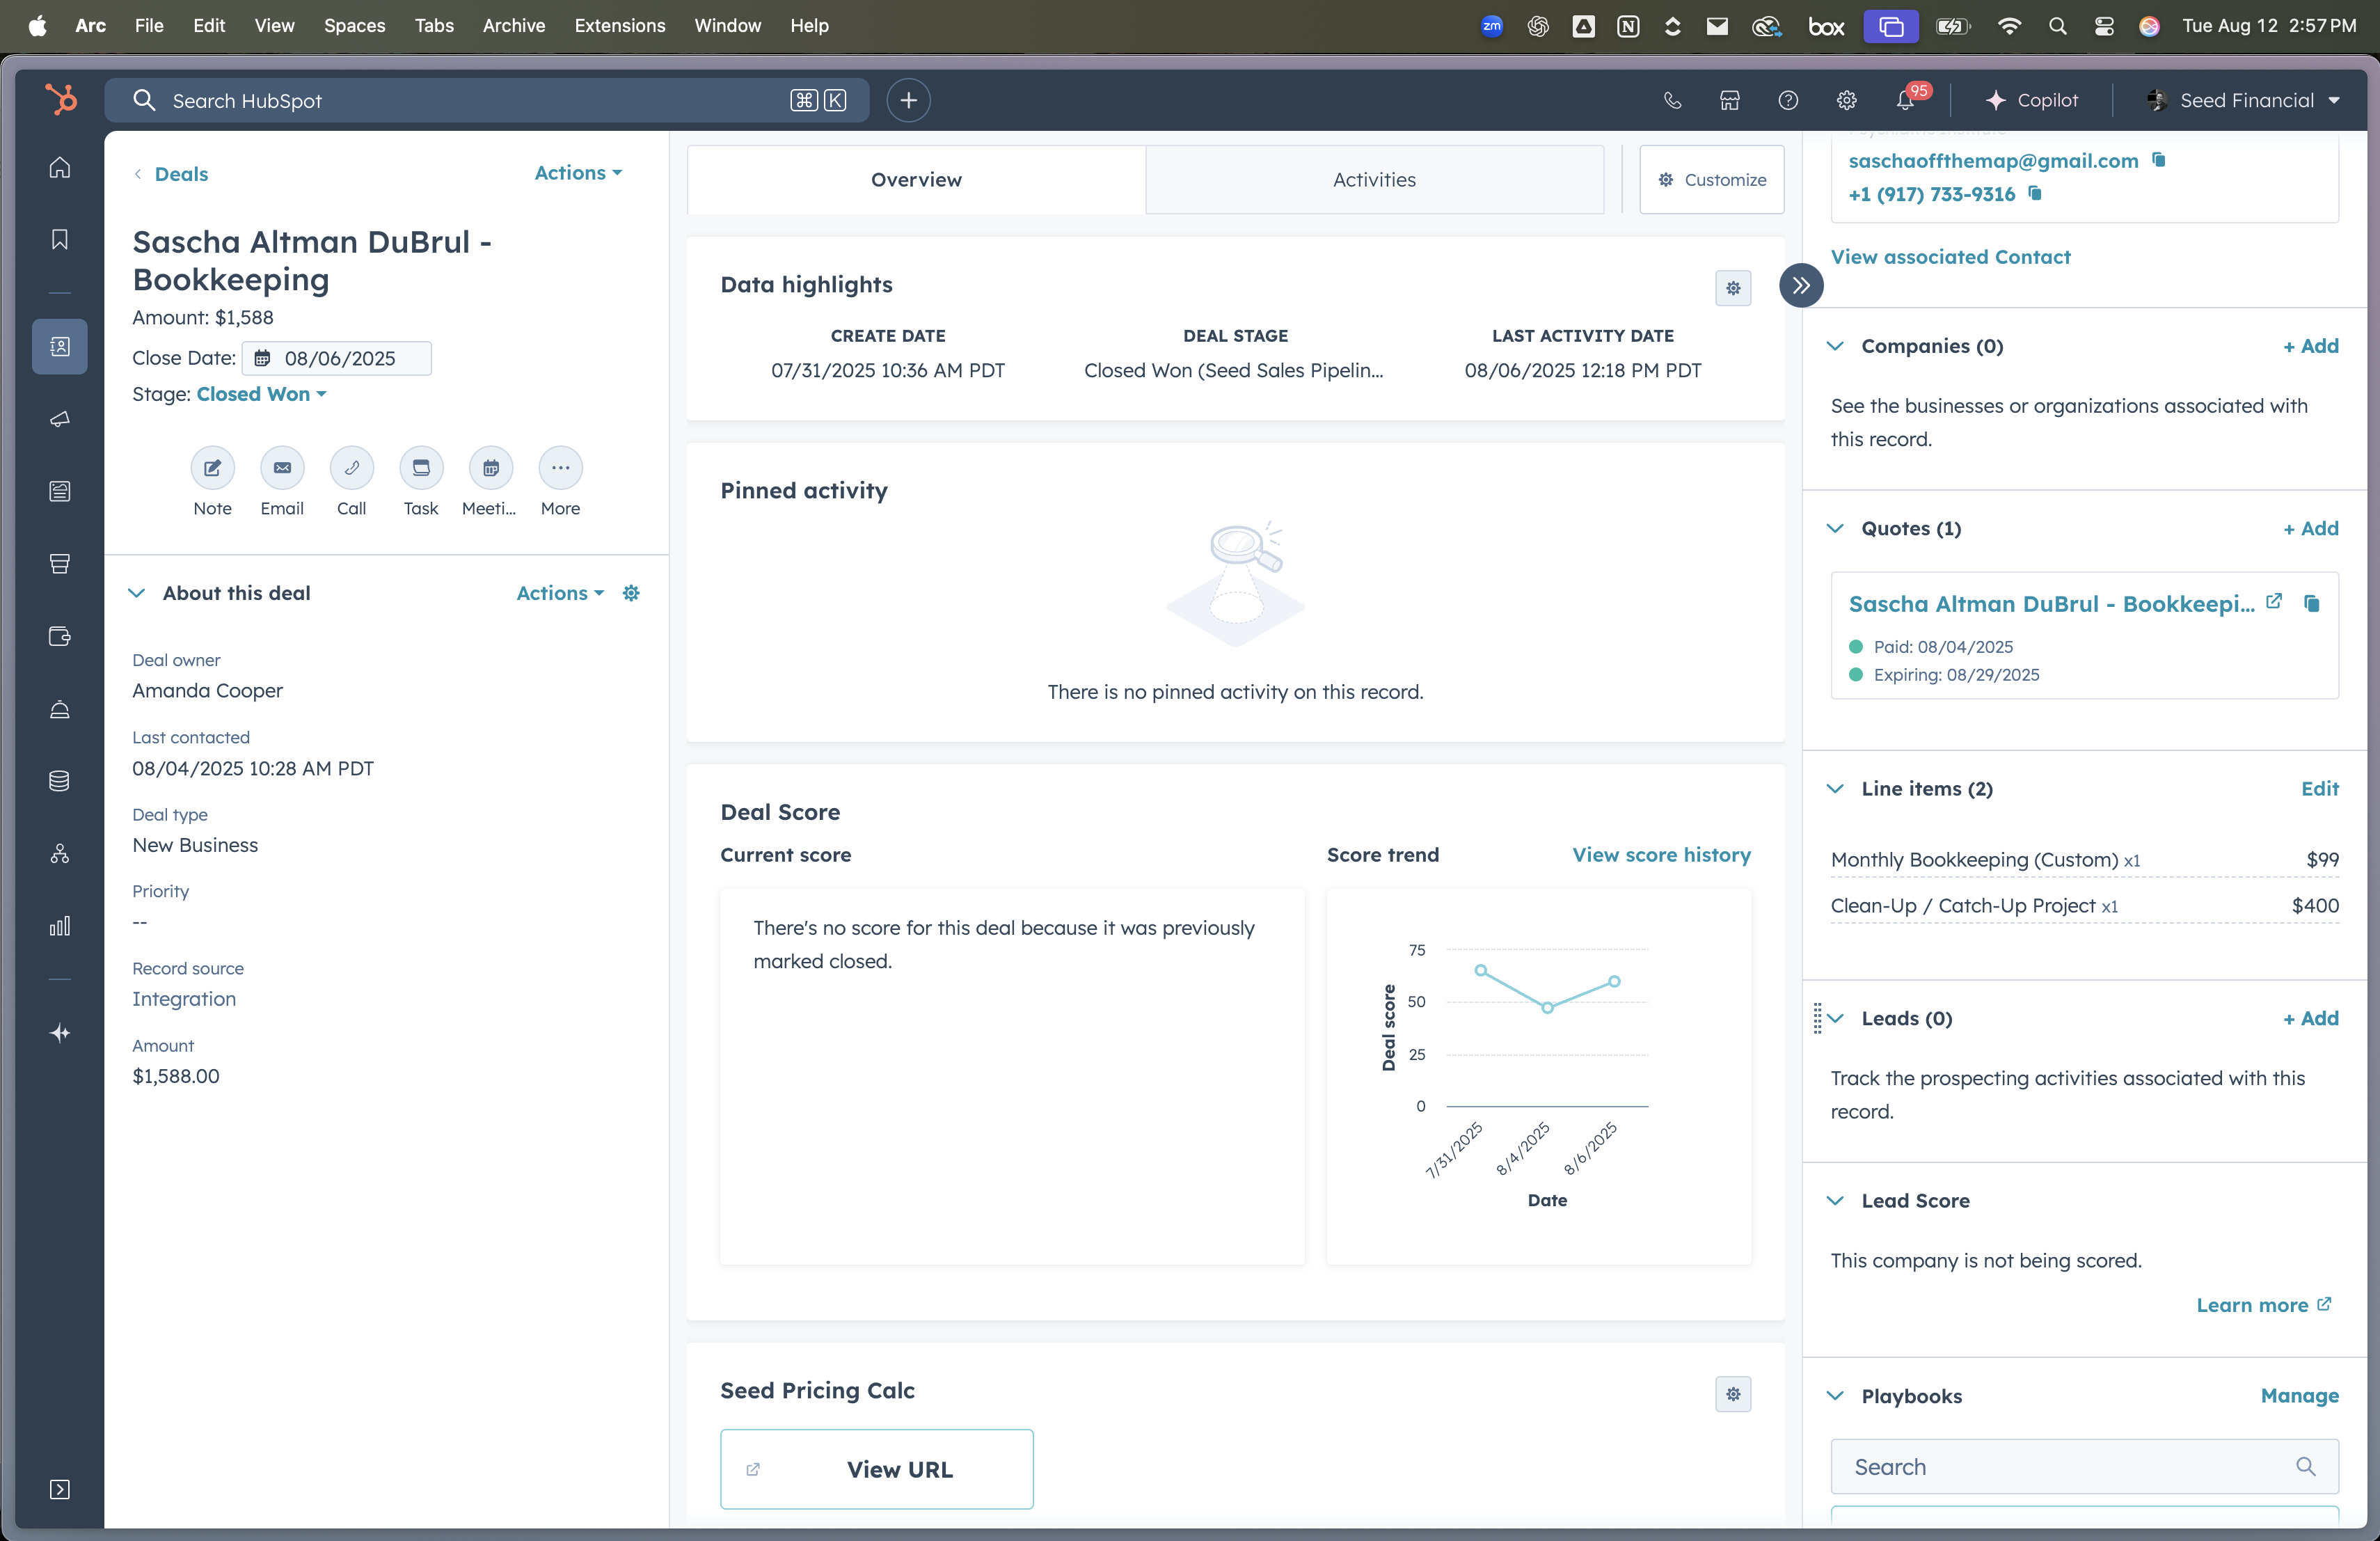 Arc File Edit View Spaces Tabs Archive Extensions Window Help
zm
box
Tue Aug 12 2:57 PM
Search HubSpot
⌘ K
95
Copilot
Seed Financial
Deals
Actions
Sascha Altman DuBrul -
Bookkeeping
Amount: $1,588
Close Date: 08/06/2025
Stage: Closed Won
Note Email Call Task Meeti... More
About this deal
Actions
Deal owner
Amanda Cooper
Last contacted
08/04/2025 10:28 AM PDT
Deal type
New Business
Priority
--
Record source
Integration
Amount
$1,588.00
Overview
Activities
Customize
Data highlights
CREATE DATE
07/31/2025 10:36 AM PDT
DEAL STAGE
Closed Won (Seed Sales Pipelin...
LAST ACTIVITY DATE
08/06/2025 12:18 PM PDT
Pinned activity
There is no pinned activity on this record.
Deal Score
Current score
There's no score for this deal because it was previously
marked closed.
Score trend
View score history
Deal score
75
50
25
0
7/31/2025
8/4/2025
8/6/2025
Date
Seed Pricing Calc
View URL
saschaoffthemap@gmail.com
+1 (917) 733-9316
View associated Contact
Companies (0)
+ Add
See the businesses or organizations associated with
this record.
Quotes (1)
+ Add
Sascha Altman DuBrul - Bookkeepi...
Paid: 08/04/2025
Expiring: 08/29/2025
Line items (2)
Edit
Monthly Bookkeeping (Custom) x1 $99
Clean-Up / Catch-Up Project x1 $400
Leads (0)
+ Add
Track the prospecting activities associated with this
record.
Lead Score
This company is not being scored.
Learn more
Playbooks
Manage
Search